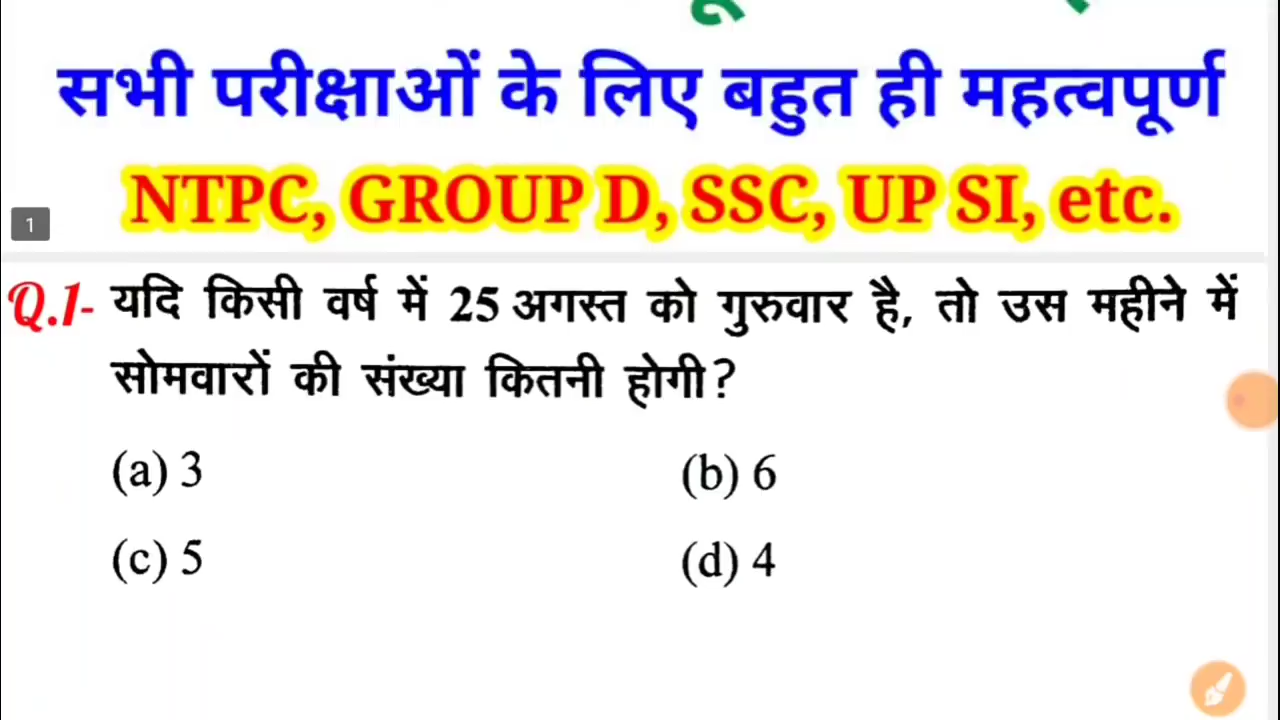 सभी परीक्षाओं के लिए बहुत ही महत्वपूर्ण
NTPC, GROUP D, SSC, UP SI, etc.
1
Q.1- यदि किसी वर्ष में 25 अगस्त को गुरुवार है, तो उस महीने में
सोमवारों की संख्या कितनी होगी?
(a) 3 (b) 6
(c) 5 (d) 4